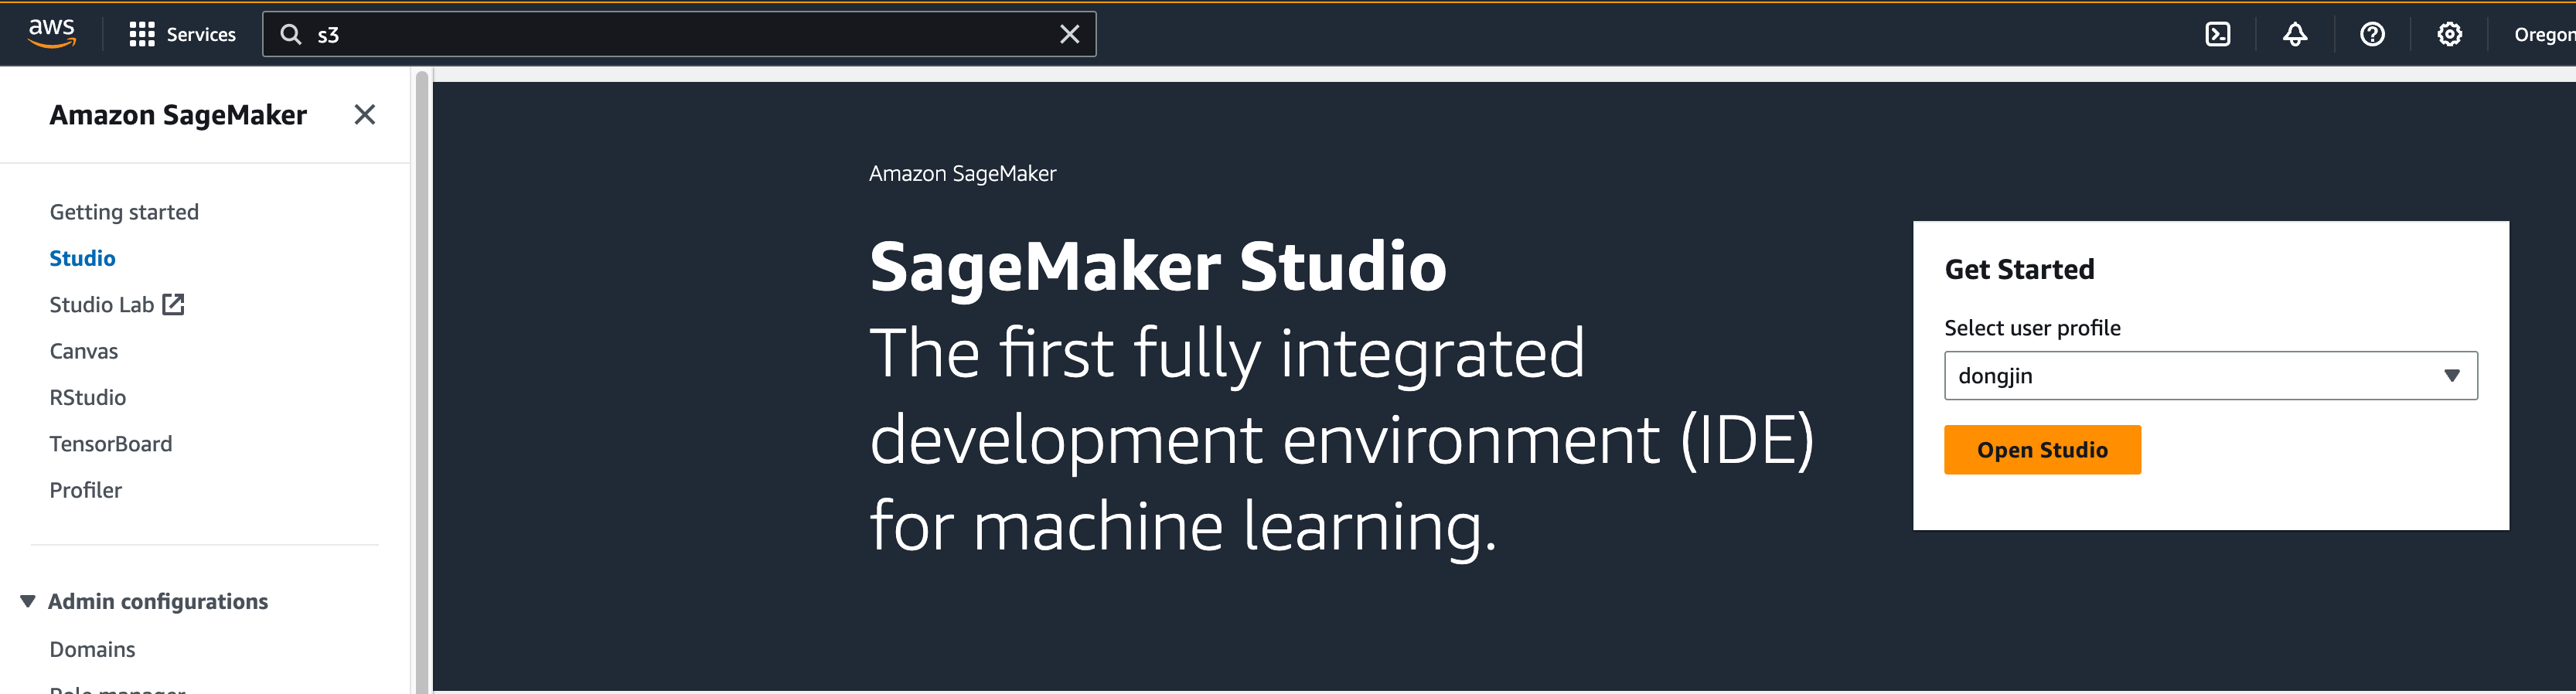 aws
Services
s3
Oregon
Amazon SageMaker
Getting started
Studio
Studio Lab
Canvas
RStudio
TensorBoard
Profiler
Admin configurations
Domains
Role manager
Amazon SageMaker
SageMaker Studio
The first fully integrated
development environment (IDE)
for machine learning.
Get Started
Select user profile
dongjin
Open Studio